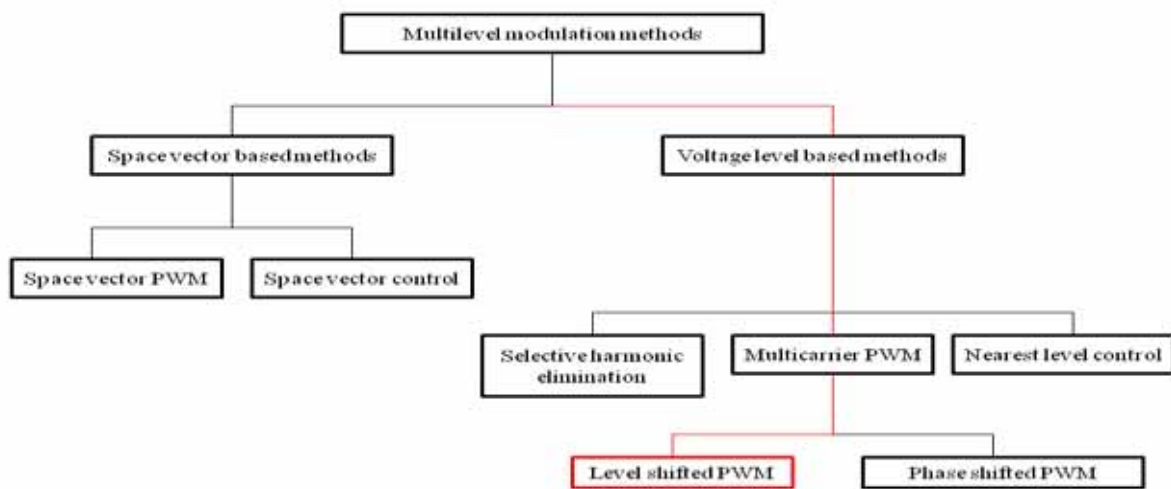 Multilevel modulation methods
Space vector based methods
Voltage level based methods
Space vector PWM
Space vector control
Selective harmonic
elimination
Multicarrier PWM
Nearest level control
Level shifted PWM
Phase shifted PWM